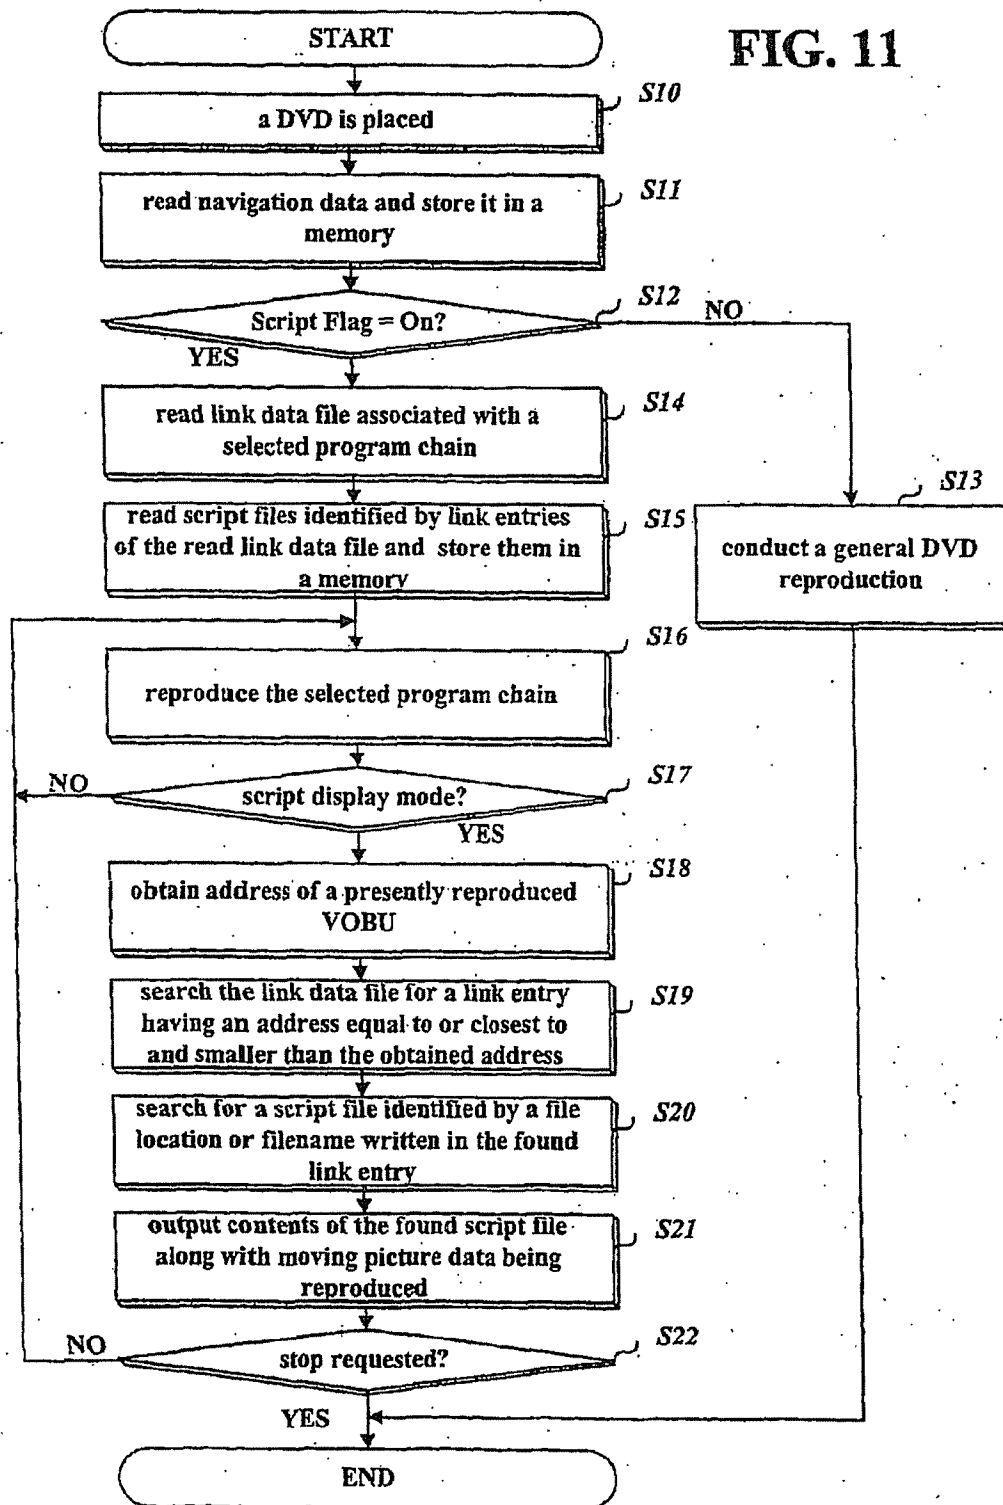 START
FIG. 11
S10
a DVD is placed
S11
read navigation data and store it in a
memory
S12
Script Flag = On?
NO
YES
S14
read link data file associated with a
selected program chain
S13
conduct a general DVD
reproduction
S15
read script files identified by link entries
of the read link data file and store them in
a memory
S16
reproduce the selected program chain
S17
script display mode?
NO
YES
S18
obtain address of a presently reproduced
VOBU
S19
search the link data file for a link entry
having an address equal to or closest to
and smaller than the obtained address
S20
search for a script file identified by a file
location or filename written in the found
link entry
S21
output contents of the found script file
along with moving picture data being
reproduced
S22
stop requested?
NO
YES
END